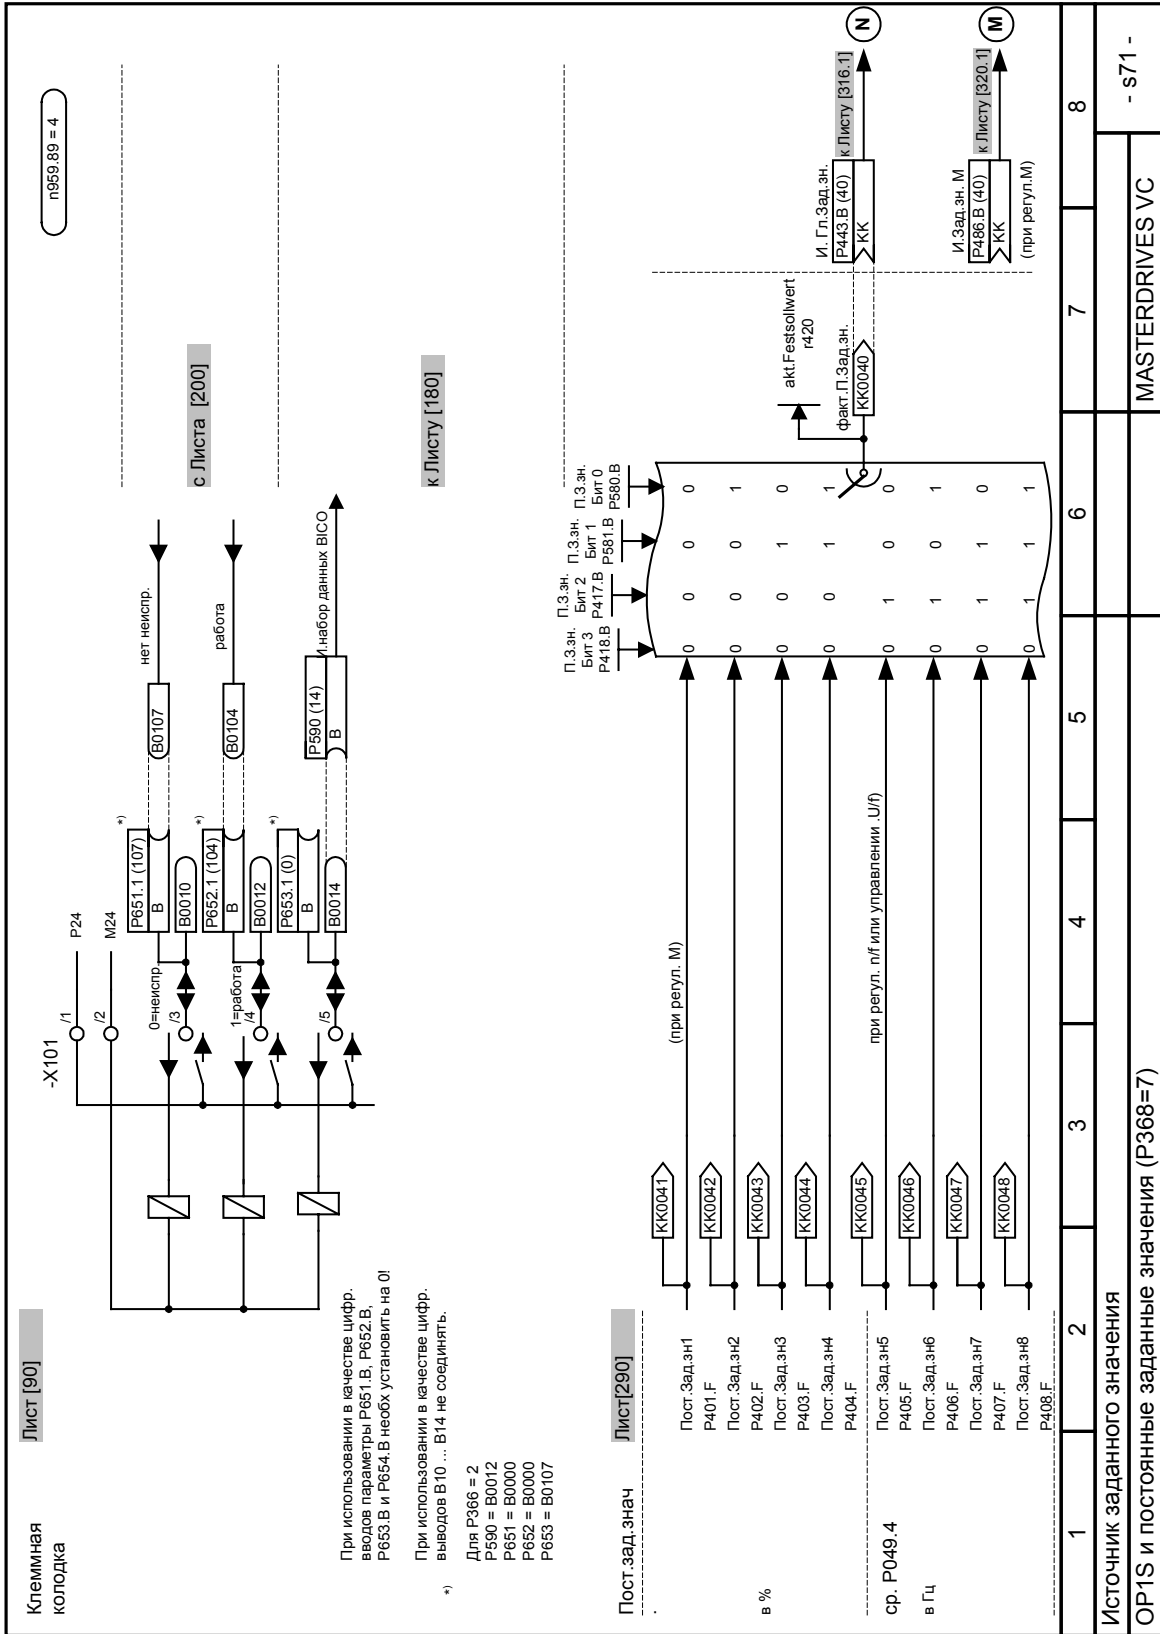 Клеммная
колодка
Лист [90]
n959.89 = 4
-X101
/1
P24
/2
M24
0=неиспр.
/3
P651.1 (107)
B
*)
B0010
B0107
нет неиспр.
1=работа
/4
P652.1 (104)
B
*)
B0012
B0104
работа
с Листа [200]
/5
P653.1 (0)
B
*)
B0014
P590 (14)
B
И.набор данных BICO
к Листу [180]
При использовании в качестве цифр.
вводов параметры P651.B, P652.B,
P653.B и P654.B необх установить на 0!
При использовании в качестве цифр.
выводов B10 ... B14 не соединять.
*)
Для P366 = 2
P590 = B0012
P651 = B0000
P652 = B0000
P653 = B0107
Пост.зад.знач
.
Лист[290]
П.З.зн.
Бит 3
P418.B
П.З.зн.
Бит 2
P417.B
П.З.зн.
Бит 1
P581.B
П.З.зн.
Бит 0
P580.B
в %
ср. P049.4
в Гц
Пост.Зад.зн1
P401.F
KK0041
(при регул. M)
0 0 0 0
Пост.Зад.зн2
P402.F
KK0042
0 0 0 1
Пост.Зад.зн3
P403.F
KK0043
0 0 1 0
Пост.Зад.зн4
P404.F
KK0044
0 0 1 1
Пост.Зад.зн5
P405.F
KK0045
при регул. n/f или управлении .U/f)
0 1 0 0
Пост.Зад.зн6
P406.F
KK0046
0 1 0 1
Пост.Зад.зн7
P407.F
KK0047
0 1 1 0
Пост.Зад.зн8
P408.F
KK0048
0 1 1 1
akt.Festsollwert
r420
факт.П.Зад.зн.
KK0040
И. Гл.Зад.зн.
P443.B (40)
KK
к Листу [316.1]
N
И.Зад.зн. M
P486.B (40)
KK
(при регул.M)
к Листу [320.1]
M
1 2 3 4 5 6 7 8
Источник заданного значения
OP1S и постоянные заданные значения (P368=7)
MASTERDRIVES VC
- s71 -